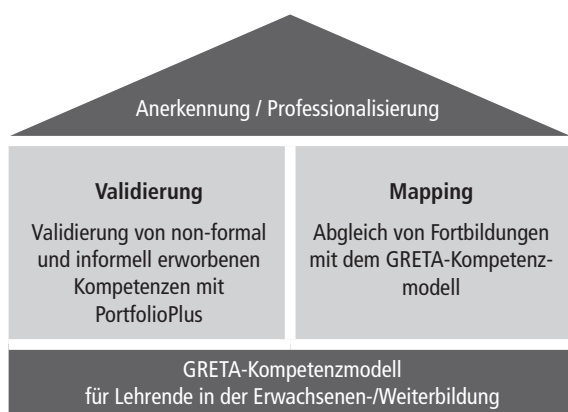 Anerkennung / Professionalisierung
Validierung
Validierung von non-formal
und informell erworbenen
Kompetenzen mit
PortfolioPlus
Mapping
Abgleich von Fortbildungen
mit dem GRETA-Kompetenz-
modell
GRETA-Kompetenzmodell
für Lehrende in der Erwachsenen-/Weiterbildung